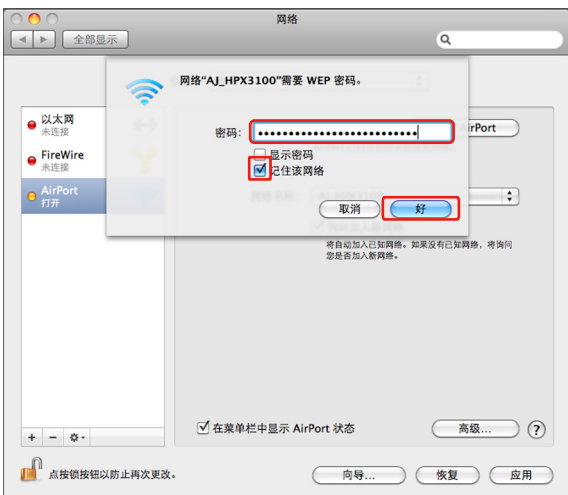 网络
全部显示
网络“AJ_HPX3100”需要 WEP 密码。
以太网
未连接
密码: ••••••••••••••••••••••••••
rPort
显示密码
FireWire
未连接
记住该网络
AirPort
打开
取消
好
将自动加入已知网络。如果没有已知网络，将询问
您是否加入新网络。
在菜单栏中显示 AirPort 状态
高级...
?
点按锁按钮以防止再次更改。
向导...
恢复
应用